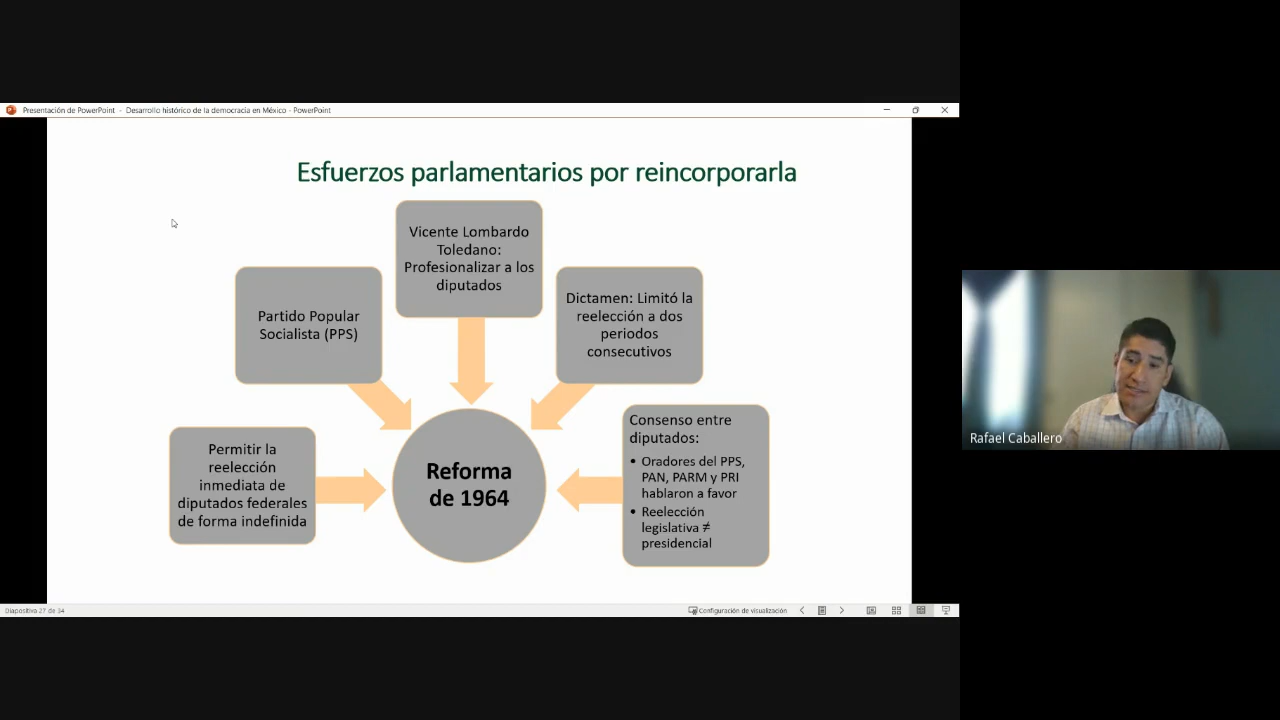 Presentación de PowerPoint - Desarrollo histórico de la democracia en México - PowerPoint
Esfuerzos parlamentarios por reincorporarla
Vicente Lombardo
Toledano:
Profesionalizar a los
diputados
Partido Popular
Socialista (PPS)
Dictamen: Limitó la
reelección a dos
periodos
consecutivos
Permitir la
reelección
inmediata de
diputados federales
de forma indefinida
Reforma
de 1964
Consenso entre
diputados:
• Oradores del PPS,
PAN, PARM y PRI
hablaron a favor
• Reelección
legislativa ≠
presidencial
Rafael Caballero
Diapositiva 27 de 34
Configuración de visualización